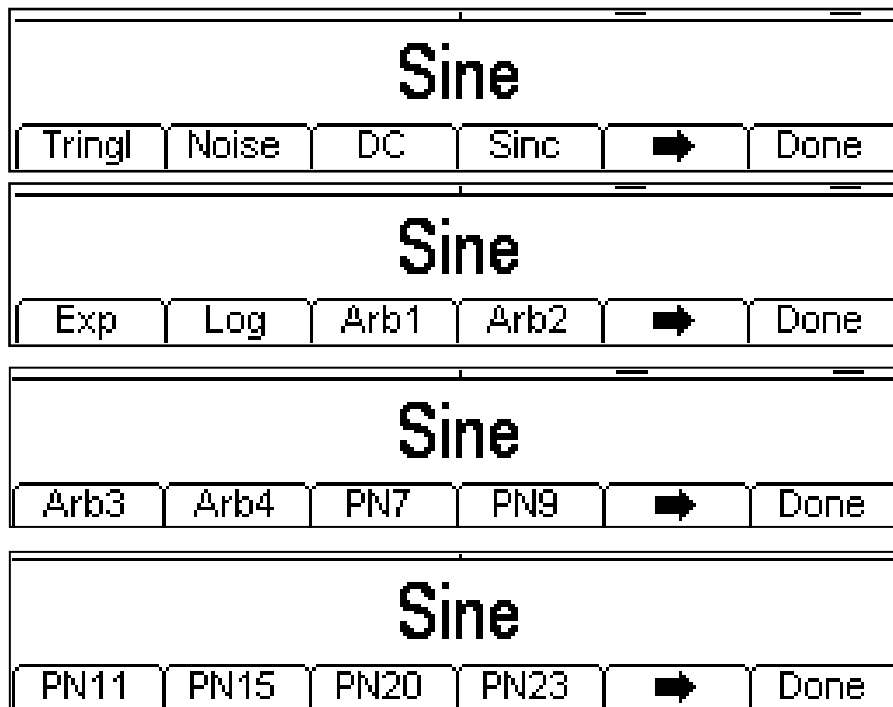 Sine
Tringl Noise DC Sinc Done
Sine
Exp Log Arb1 Arb2 Done
Sine
Arb3 Arb4 PN7 PN9 Done
Sine
PN11 PN15 PN20 PN23 Done